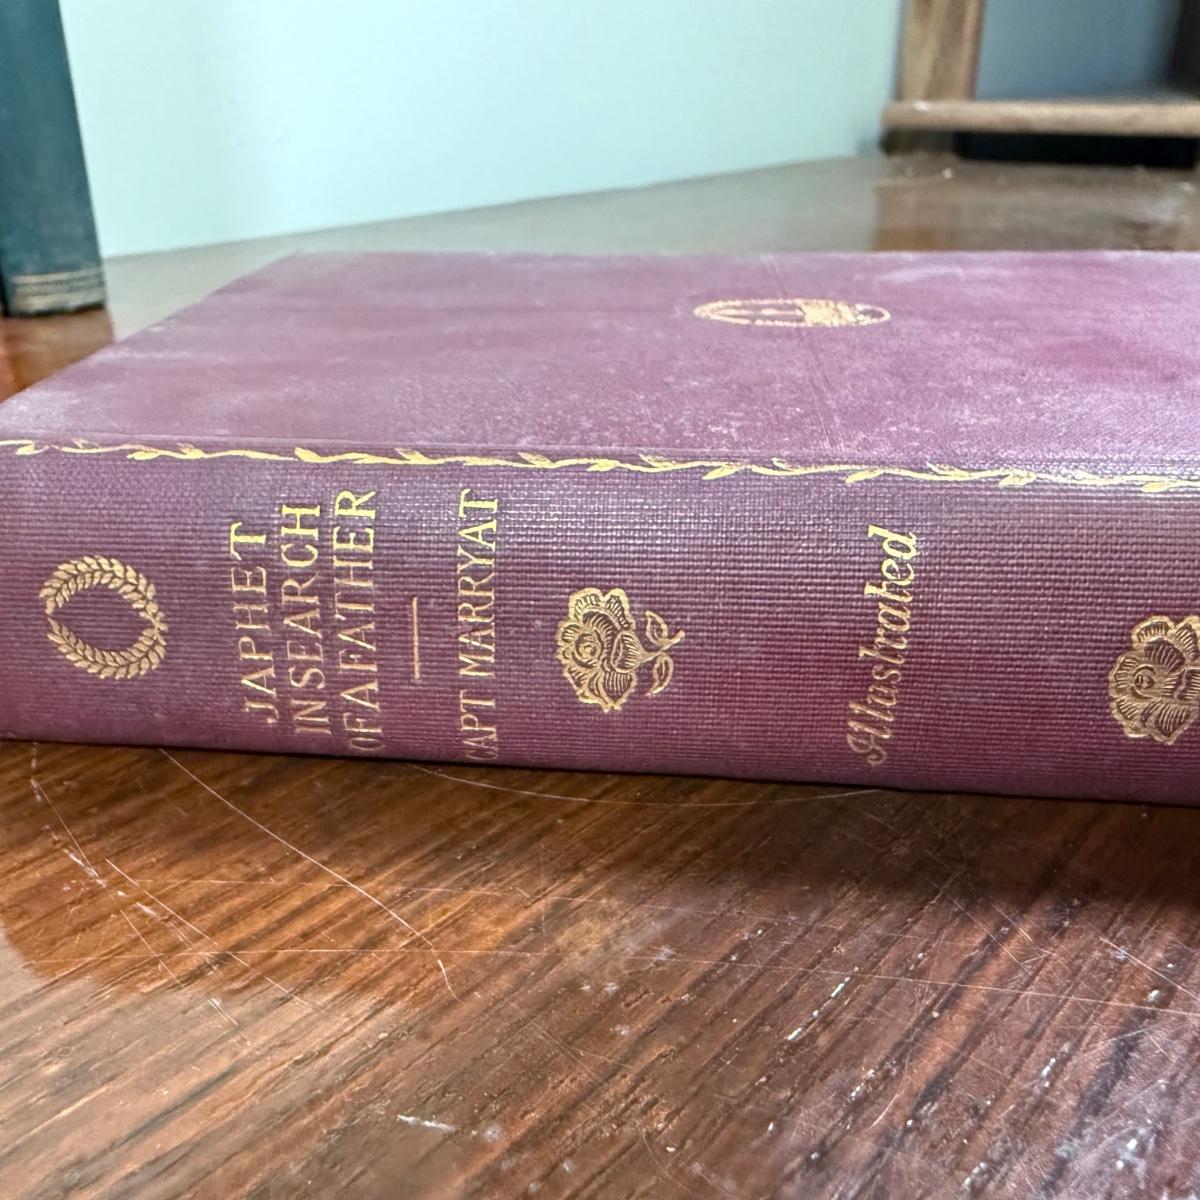 JAPHET
IN SEARCH
OF A FATHER
CAPT MARRYAT
Illustrated